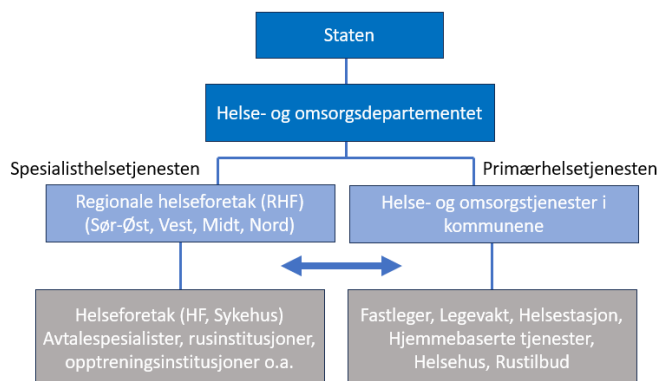 Staten
Helse- og omsorgsdepartementet
Spesialisthelsetjenesten
Primærhelsetjenesten
Regionale helseforetak (RHF)
(Sør-Øst, Vest, Midt, Nord)
Helse- og omsorgstjenester i
kommunene
Helseforetak (HF, Sykehus)
Avtalespesialister, rusinstitusjoner,
opptreningsinstitusjoner o.a.
Fastleger, Legevakt, Helsestasjon,
Hjemmebaserte tjenester,
Helsehus, Rustilbud